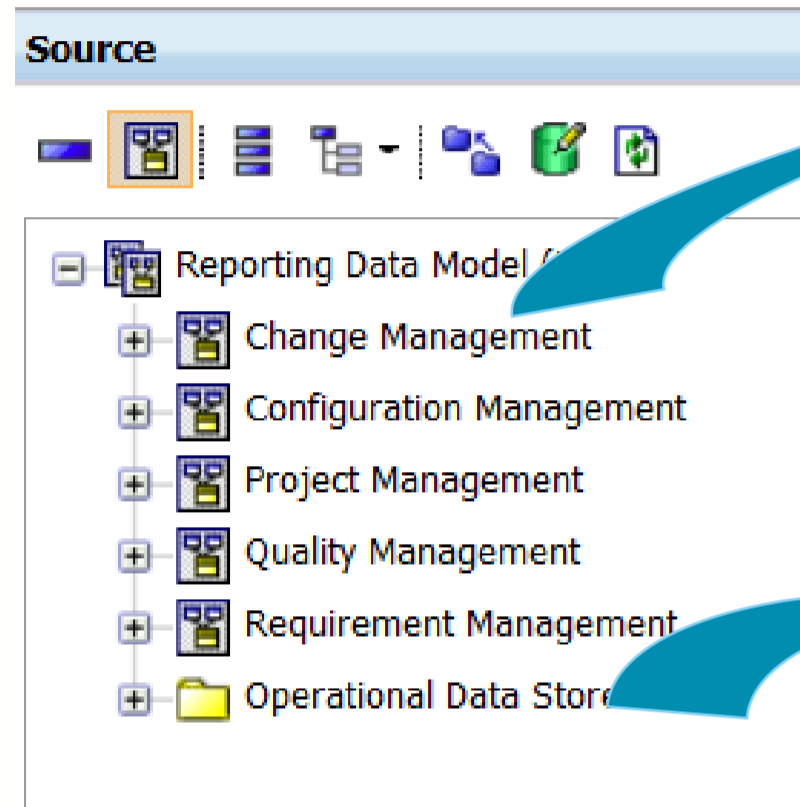 Source
Reporting Data Model
Change Management
Configuration Management
Project Management
Quality Management
Requirement Management
Operational Data Store